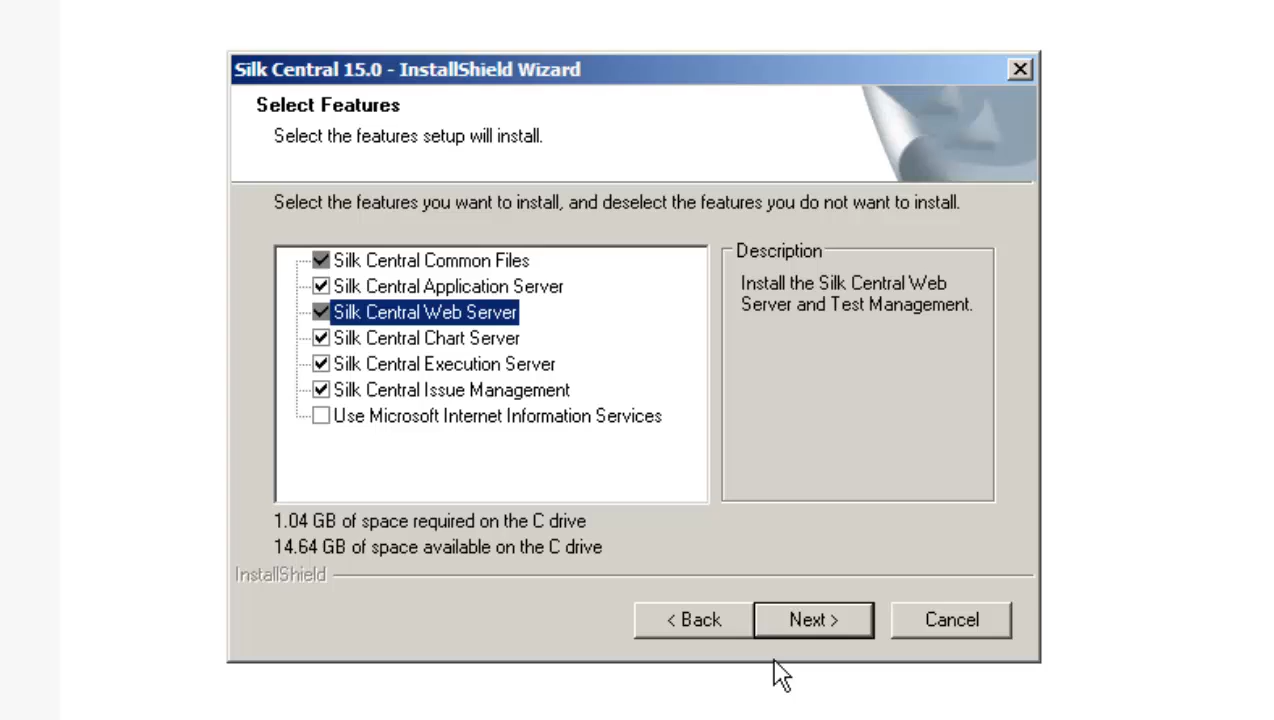 Silk Central 15.0 - InstallShield Wizard
Select Features
Select the features setup will install.
Select the features you want to install, and deselect the features you do not want to install.
Silk Central Common Files
Silk Central Application Server
Silk Central Web Server
Silk Central Chart Server
Silk Central Execution Server
Silk Central Issue Management
Use Microsoft Internet Information Services
Description
Install the Silk Central Web
Server and Test Management.
1.04 GB of space required on the C drive
14.64 GB of space available on the C drive
InstallShield
< Back
Next >
Cancel